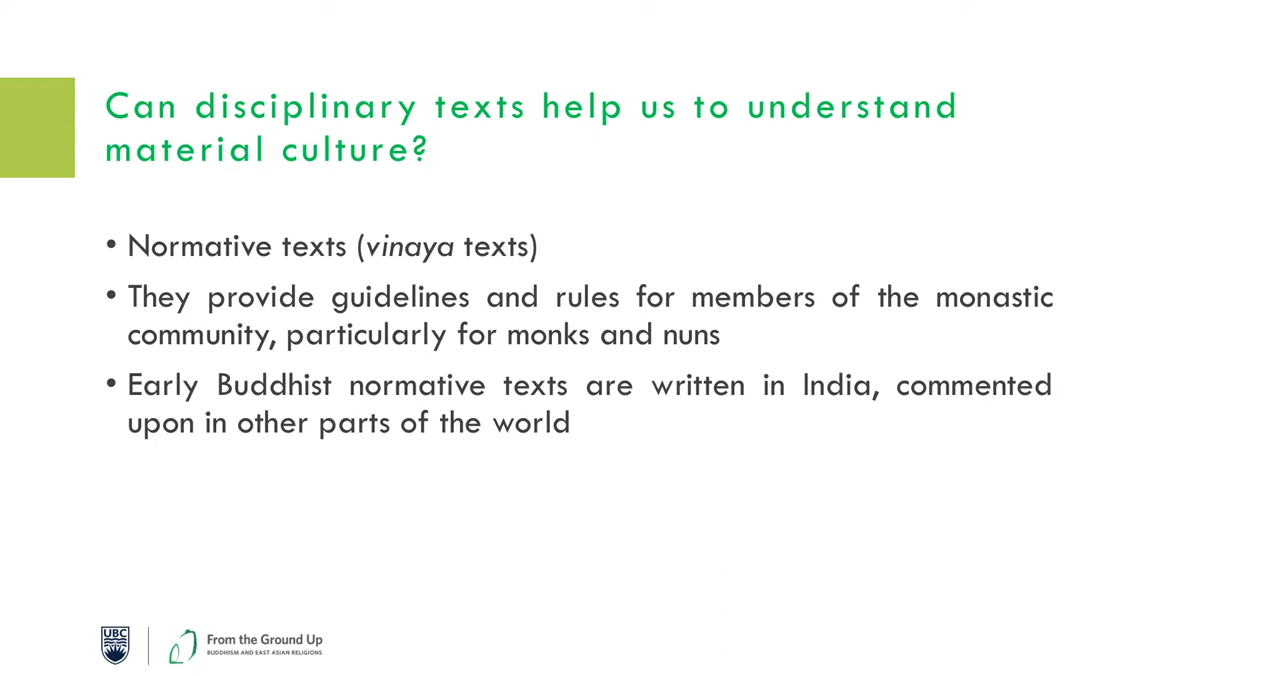 Can disciplinary texts help us to understand
material culture?
• Normative texts (vinaya texts)
• They provide guidelines and rules for members of the monastic
community, particularly for monks and nuns
• Early Buddhist normative texts are written in India, commented
upon in other parts of the world
UBC
From the Ground Up
BUDDHISM AND EAST ASIAN RELIGIONS